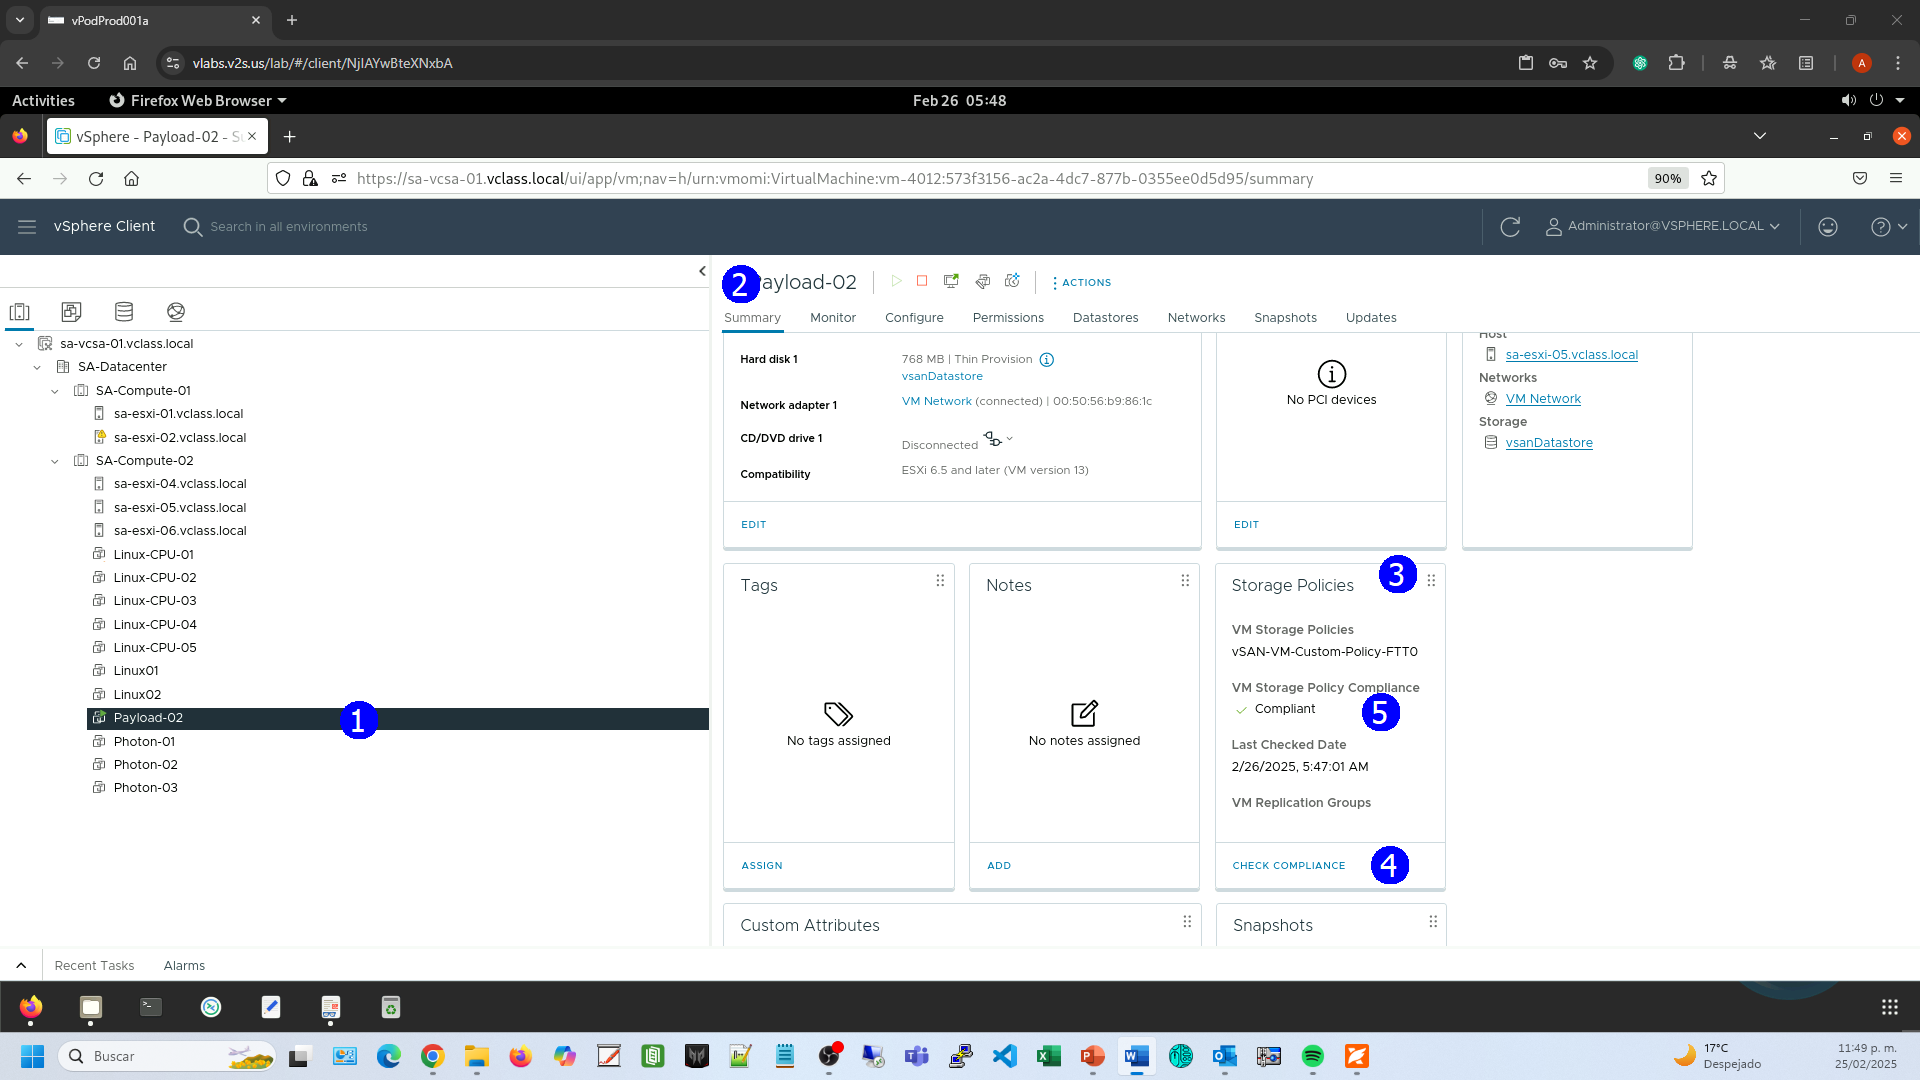 vPodProd001a
vlabs.v2s.us/lab/#/client/NjIAYwBteXNxbA
A
Activities
Firefox Web Browser
Feb 26 05:48
vSphere - Payload-02 - S
https://sa-vcsa-01.vclass.local/ui/app/vm;nav=h/urn:vmomi:VirtualMachine:vm-4012:573f3156-ac2a-4dc7-877b-0355ee0d5d95/summary
90%
vSphere Client
Search in all environments
Administrator@VSPHERE.LOCAL
2
ayload-02
ACTIONS
Summary
Monitor
Configure
Permissions
Datastores
Networks
Snapshots
Updates
sa-vcsa-01.vclass.local
SA-Datacenter
SA-Compute-01
sa-esxi-01.vclass.local
sa-esxi-02.vclass.local
SA-Compute-02
sa-esxi-04.vclass.local
sa-esxi-05.vclass.local
sa-esxi-06.vclass.local
Linux-CPU-01
Linux-CPU-02
Linux-CPU-03
Linux-CPU-04
Linux-CPU-05
Linux01
Linux02
Payload-02
1
Photon-01
Photon-02
Photon-03
Hard disk 1
768 MB | Thin Provision
vsanDatastore
Network adapter 1
VM Network (connected) | 00:50:56:b9:86:1c
CD/DVD drive 1
Disconnected
Compatibility
ESXi 6.5 and later (VM version 13)
EDIT
No PCI devices
EDIT
Host
sa-esxi-05.vclass.local
Networks
VM Network
Storage
vsanDatastore
Tags
No tags assigned
ASSIGN
Notes
No notes assigned
ADD
Storage Policies
3
VM Storage Policies
vSAN-VM-Custom-Policy-FTT0
VM Storage Policy Compliance
Compliant
5
Last Checked Date
2/26/2025, 5:47:01 AM
VM Replication Groups
CHECK COMPLIANCE
4
Custom Attributes
Snapshots
Recent Tasks
Alarms
Buscar
17°C
Despejado
11:49 p. m.
25/02/2025